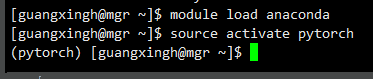 [guangxingh@mgr ~]$ module load anaconda
[guangxingh@mgr ~]$ source activate pytorch
(pytorch) [guangxingh@mgr ~]$